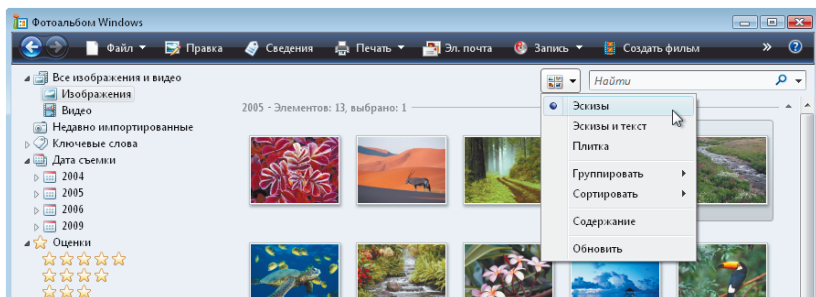 Фотоальбом Windows
Файл Правка Сведения Печать Эл. почта Запись Создать фильм »
Все изображения и видео
Изображения
Видео
Недавно импортированные
Ключевые слова
Дата съемки
2004
2005
2006
2009
Оценки
Найти
2005 - Элементов: 13, выбрано: 1
Эскизы
Эскизы и текст
Плитка
Группировать
Сортировать
Содержание
Обновить